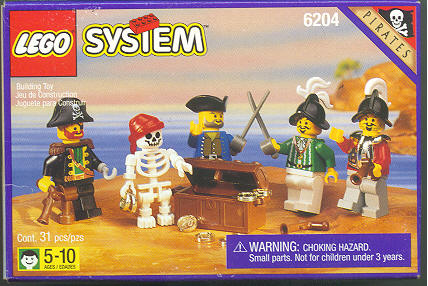 LEGO SYSTEM
6204
PIRATES
Building Toy
Jeu de Construction
Juguete para Construir
Cont. 31 pcs/pzs
5-10
AGES / EDADES
WARNING: CHOKING HAZARD.
Small parts. Not for children under 3 years.